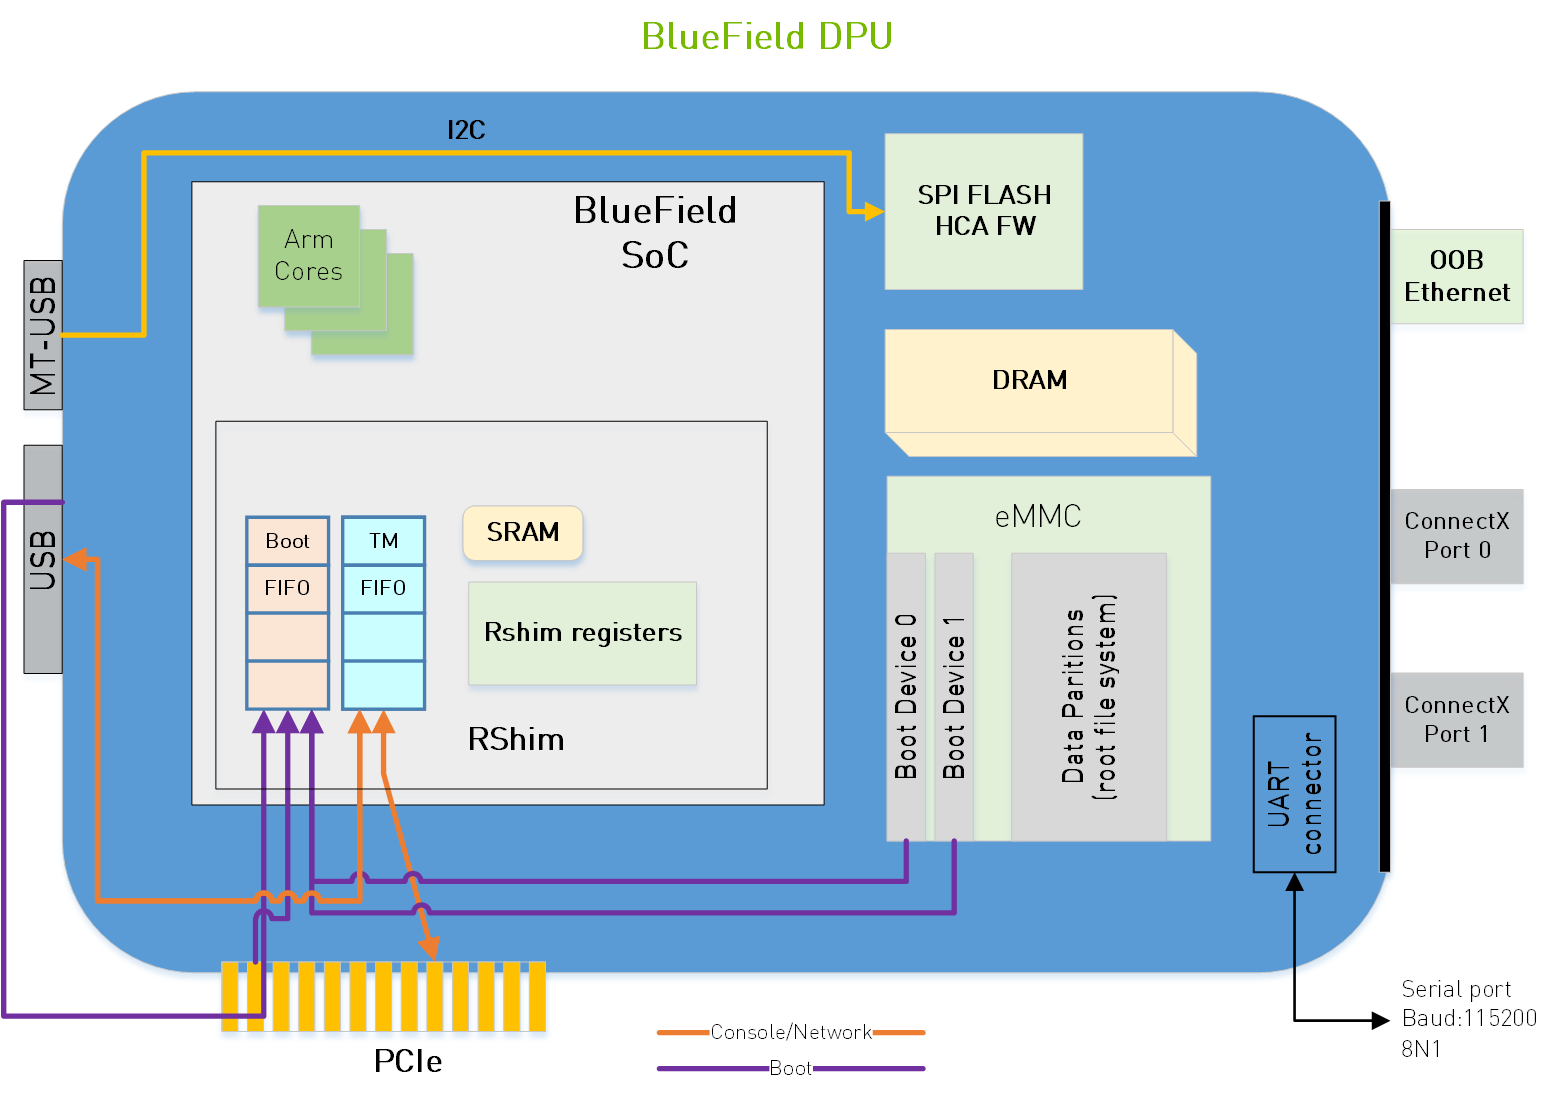 BlueField DPU
I2C
BlueField
SoC
Arm
Cores
SPI FLASH
HCA FW
OOB
Ethernet
MT-USB
DRAM
USB
Boot
FIFO
TM
FIFO
SRAM
Rshim registers
RShim
eMMC
Boot Device 0
Boot Device 1
Data Paritions
(root file system)
ConnectX
Port 0
ConnectX
Port 1
UART
connector
Serial port
Baud:115200
8N1
PCIe
Console/Network
Boot